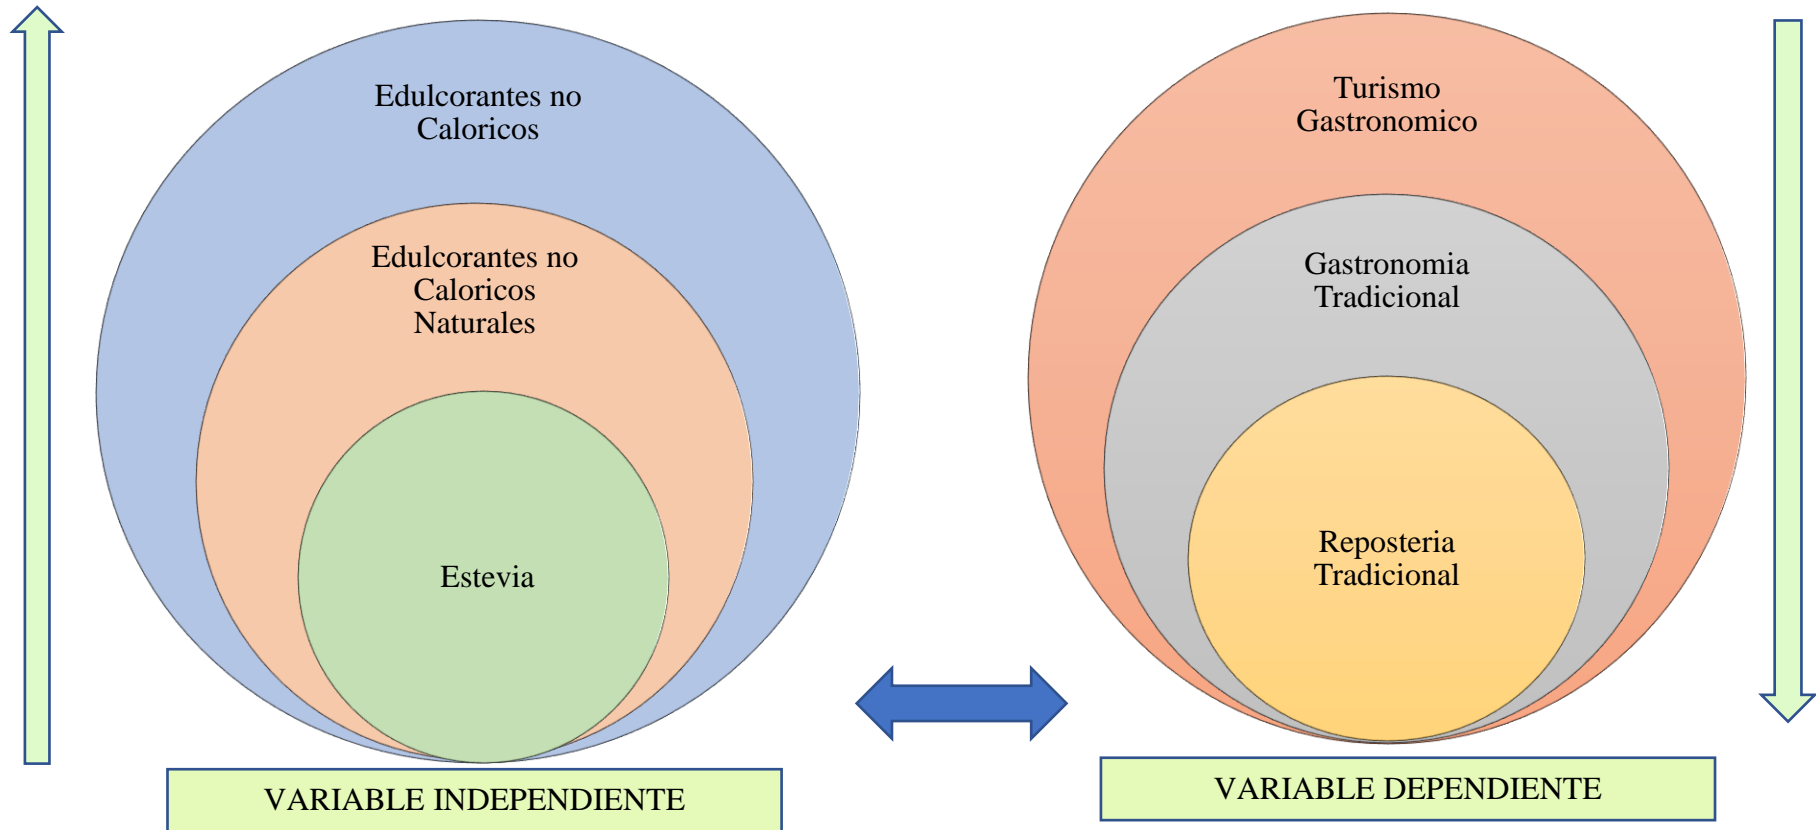 Edulcorantes no
Caloricos
Edulcorantes no
Caloricos
Naturales
Estevia
VARIABLE INDEPENDIENTE
Turismo
Gastronomico
Gastronomia
Tradicional
Reposteria
Tradicional
VARIABLE DEPENDIENTE